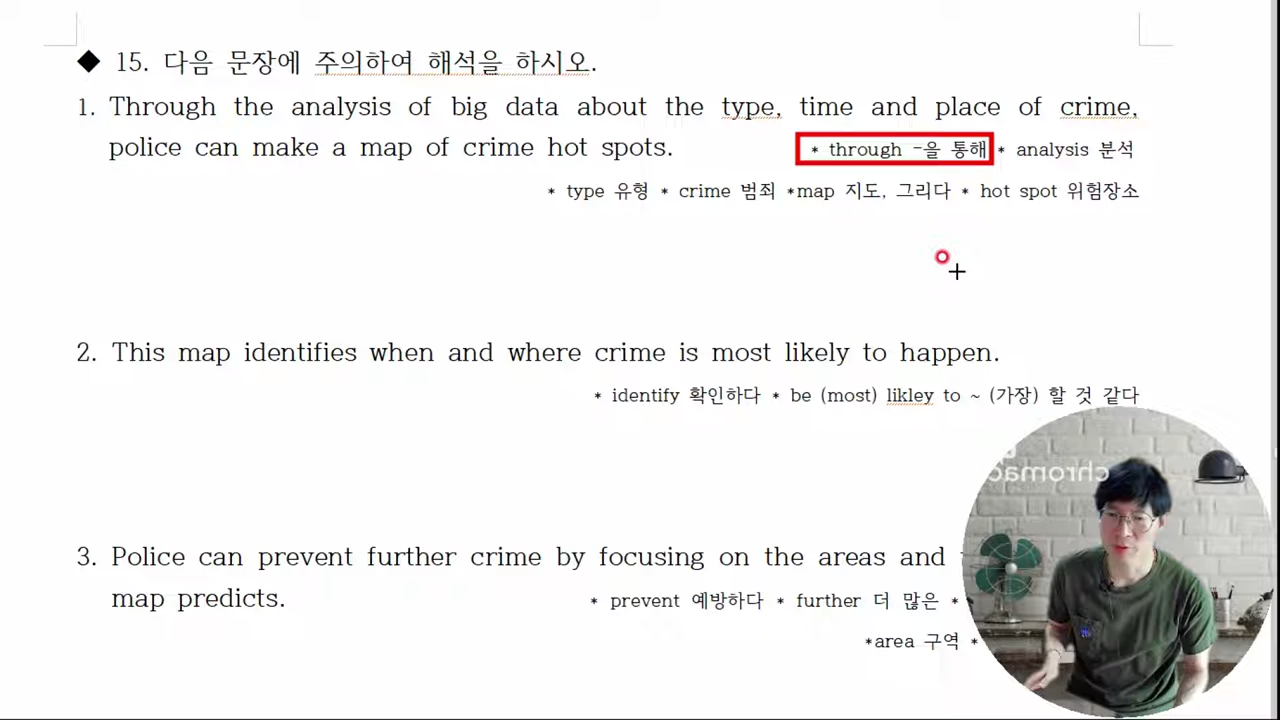 ◆ 15. 다음 문장에 주의하여 해석을 하시오.
1. Through the analysis of big data about the type, time and place of crime,
police can make a map of crime hot spots.
* through -을 통해 * analysis 분석
* type 유형 * crime 범죄 *map 지도, 그리다 * hot spot 위험장소
2. This map identifies when and where crime is most likely to happen.
* identify 확인하다 * be (most) likley to ~ (가장) 할 것 같다
chromac
3. Police can prevent further crime by focusing on the areas and
map predicts.
* prevent 예방하다 * further 더 많은 *
*area 구역 *